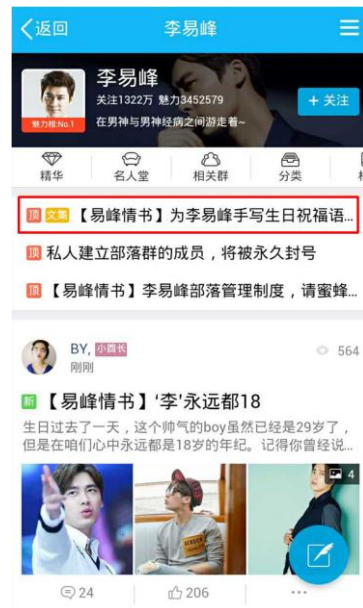 返回
李易峰
李易峰
关注1322万 魅力3452579
+ 关注
魅力榜:No.1
在男神与男神经病之间游走着~
精华
名人堂
相关群
分类
顶 文集 【易峰情书】为李易峰手写生日祝福语...
顶 私人建立部落群的成员，将被永久封号
顶 【易峰情书】李易峰部落管理制度，请蜜蜂...
BY, 小酋长
564
刚刚
新 【易峰情书】‘李’永远都18
生日过去了一天，这个帅气的boy虽然已经是29岁了，
但是在咱们心中永远都是18岁的年纪。记得你曾经说...
4
24
206
...